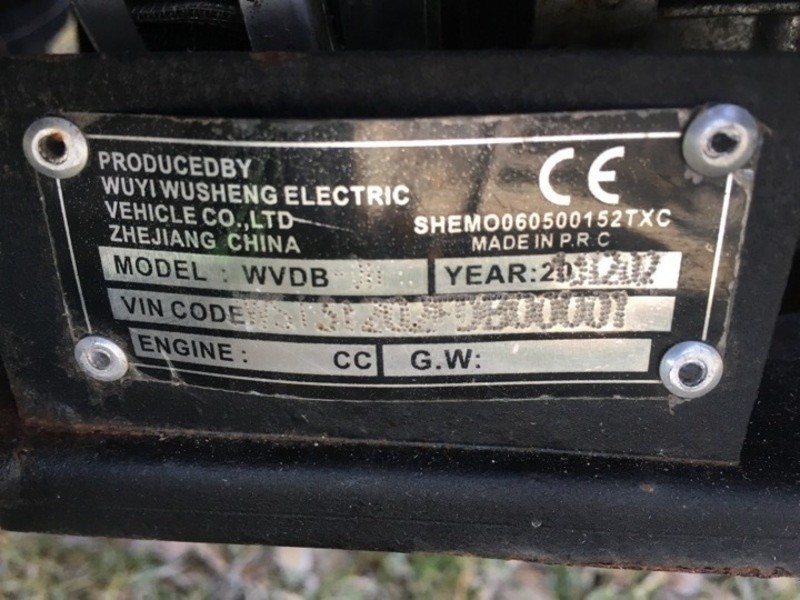 PRODUCEDBY
WUYI WUSHENG ELECTRIC
VEHICLE CO.,LTD
ZHEJIANG CHINA
CE
SHEMO060500152TXC
MADE IN P.R.C
MODEL: WVDB
YEAR:
VIN CODE
ENGINE: CC
G.W: